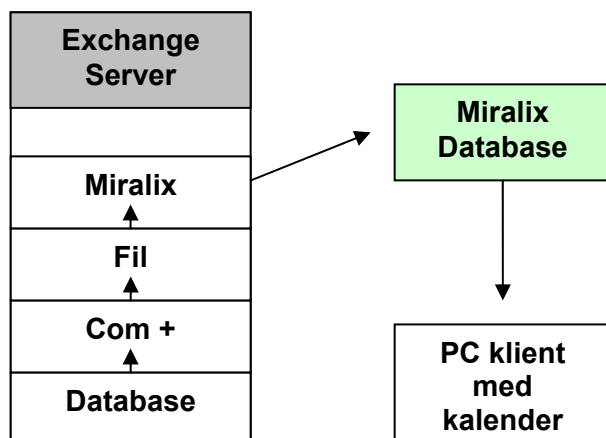 Exchange
Server
Miralix
Fil
Com +
Database
Miralix
Database
PC klient
med
kalender